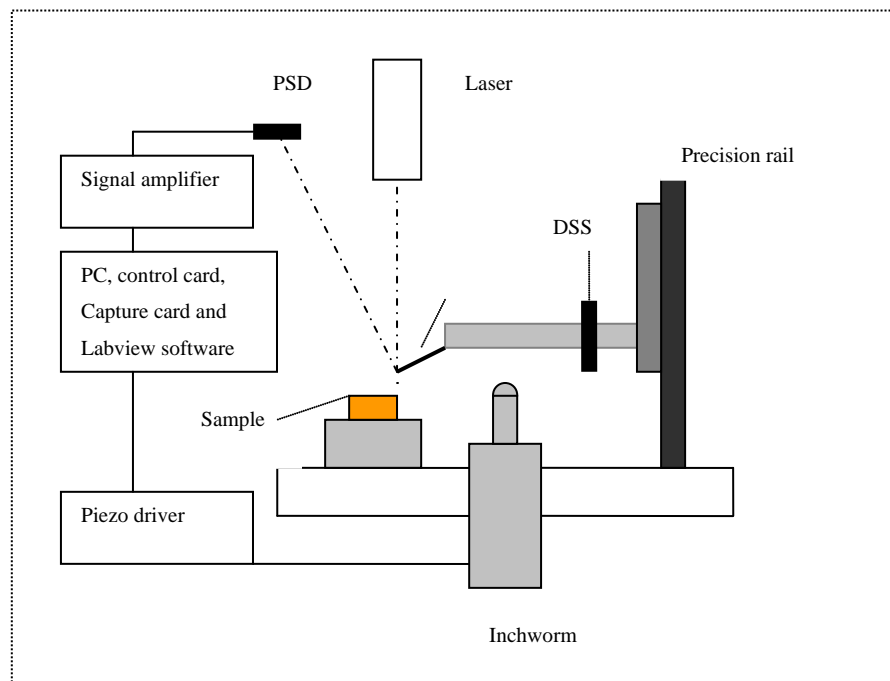 PSD
Laser
Precision rail
Signal amplifier
DSS
PC, control card,
Capture card and
Labview software
Sample
Piezo driver
Inchworm